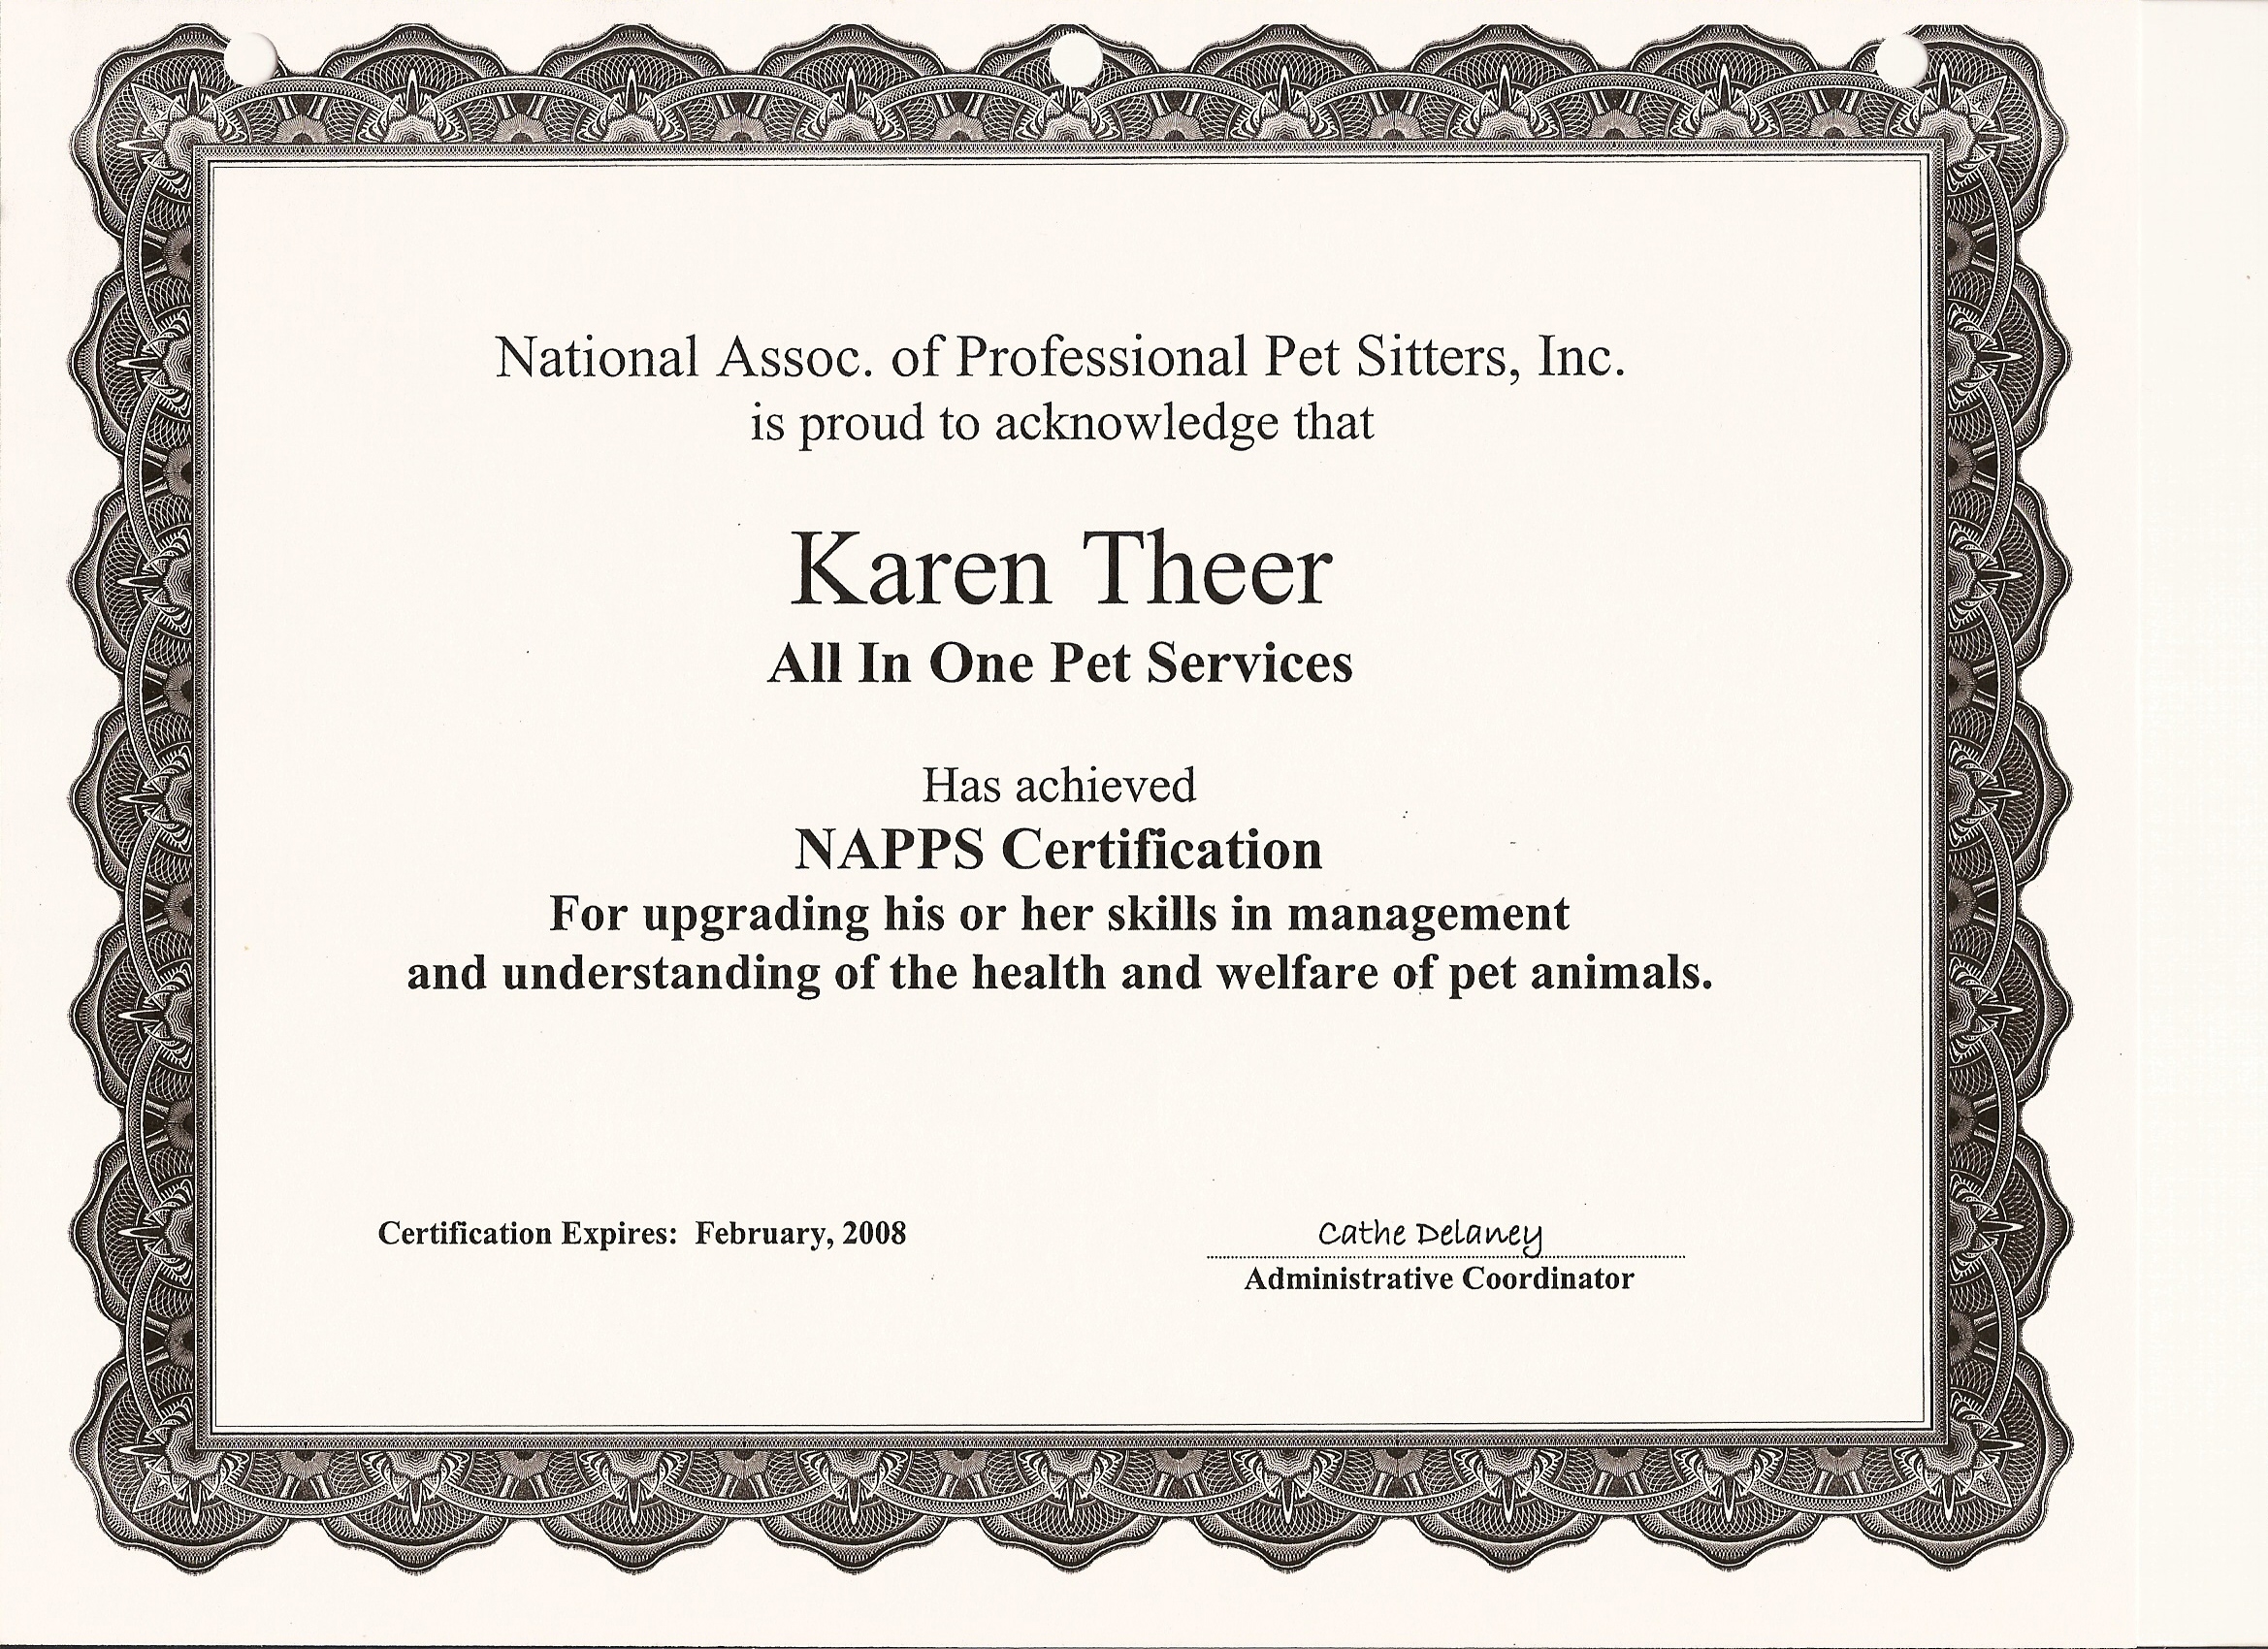 National Assoc. of Professional Pet Sitters, Inc.
is proud to acknowledge that
Karen Theer
All In One Pet Services
Has achieved
NAPPS Certification
For upgrading his or her skills in management
and understanding of the health and welfare of pet animals.
Certification Expires: February, 2008
Cathe Delaney
Administrative Coordinator